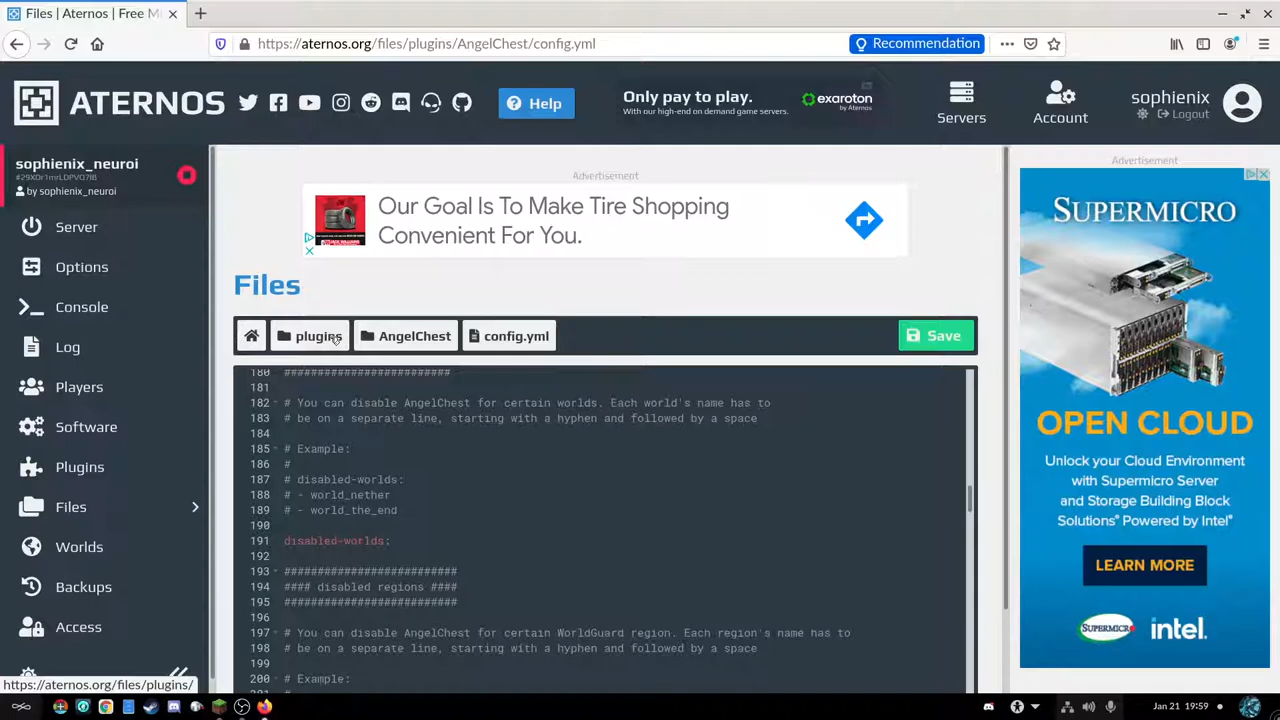 Files | Aternos | Free Mi
https://aternos.org/files/plugins/AngelChest/config.yml
Recommendation
ATERNOS
Help
Only pay to play.
With our high-end on demand game servers.
exaroton
by Aternos
Servers
Account
sophienix
Logout
sophienix_neuroi
by sophienix_neuroi
Server
Options
Console
Log
Players
Software
Plugins
Files
Worlds
Backups
Access
Advertisement
Our Goal Is To Make Tire Shopping
Convenient For You.
Files
plugins
AngelChest
config.yml
Save
180 #########################
181
182 # You can disable AngelChest for certain worlds. Each world's name has to
183 # be on a separate line, starting with a hyphen and followed by a space
184
185 # Example:
186 #
187 # disabled-worlds:
188 # - world_nether
189 # - world_the_end
190
191 disabled-worlds:
192
193 ##########################
194 #### disabled regions ####
195 ##########################
196
197 # You can disable AngelChest for certain WorldGuard region. Each region's name has to
198 # be on a separate line, starting with a hyphen and followed by a space
199
200 # Example:
Advertisement
SUPERMICRO
OPEN CLOUD
Unlock your Cloud Environment
with Supermicro Server
and Storage Building Block
Solutions® Powered by Intel®
LEARN MORE
SUPERMICR
intel.
https://aternos.org/files/plugins/
Jan 21 19:59